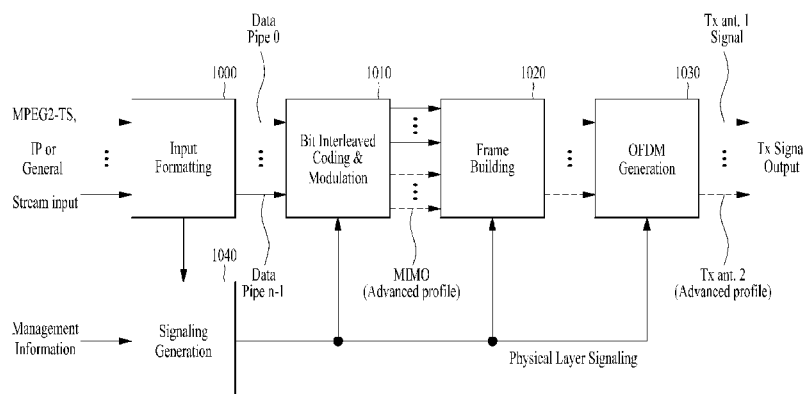 Data
Pipe 0
Tx ant. 1
Signal
1000
1010
1020
1030
MPEG2-TS,
IP or
General
Stream input
Input
Formatting
Bit Interleaved
Coding &
Modulation
Frame
Building
OFDM
Generation
Tx Signal
Output
1040
Data
Pipe n-1
MIMO
(Advanced profile)
Tx ant. 2
(Advanced profile)
Management
Information
Signaling
Generation
Physical Layer Signaling